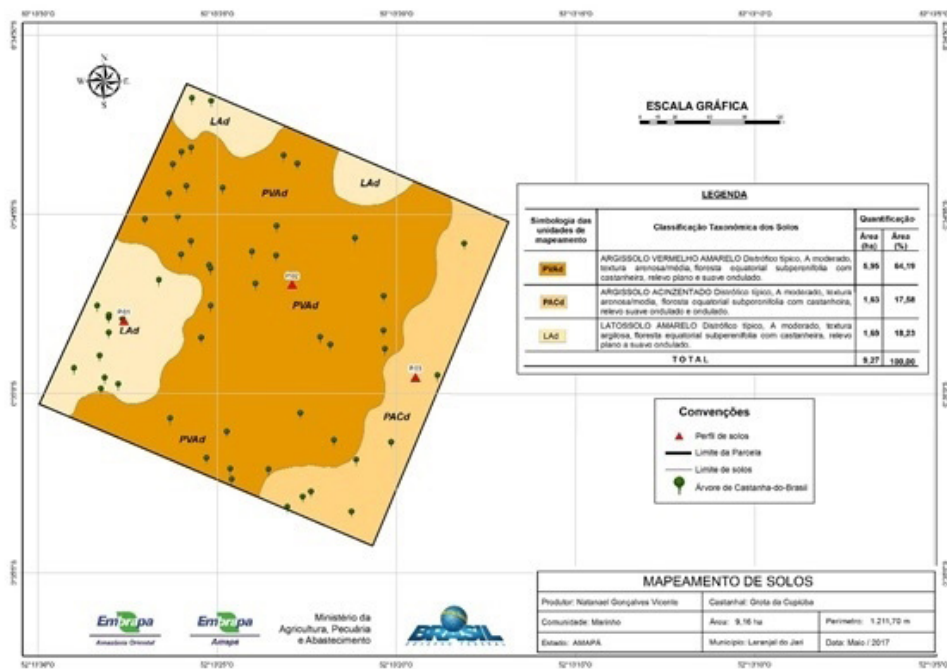 N
W E
S
ESCALA GRÁFICA
LAd
LAd
PVAd
P02
PVAd
P01
LAd
P03
PACd
PVAd
LEGENDA
Simbologia das unidades de mapeamento
Classificação Taxonômica dos Solos
Quantificação
Área (ha)
Área (%)
PVAd
ARGISSOLO VERMELHO AMARELO Distrófico típico, A moderado,
textura arenosa/média, floresta equatorial subperenifólia com
castanheira, relevo plano e suave ondulado.
5,95 64,19
PACd
ARGISSOLO ACINZENTADO Distrófico típico, A moderado, textura
arenosa/media, floresta equatorial subperenifólia com castanheira,
relevo suave ondulado e ondulado.
1,63 17,58
LAd
LATOSSOLO AMARELO Distrófico típico, A moderado, textura
argilosa, floresta equatorial subperenifólia com castanheira, relevo
plano a suave ondulado.
1,69 18,23
TOTAL 9,27 100,00
Convenções
Perfil de solos
Limite da Parcela
Limite de solos
Árvore de Castanha-do-Brasil
MAPEAMENTO DE SOLOS
Produtor: Natanael Gonçalves Vicente
Castanhal: Grota da Cupiúba
Comunidade: Marinho
Área: 9,16 ha
Perímetro: 1.211,70 m
Estado: AMAPÁ
Município: Laranjal do Jari
Data: Maio / 2017
Embrapa
Amazônia Oriental
Embrapa
Amapá
Ministério da
Agricultura, Pecuária
e Abastecimento
BRASIL
GOVERNO FEDERAL